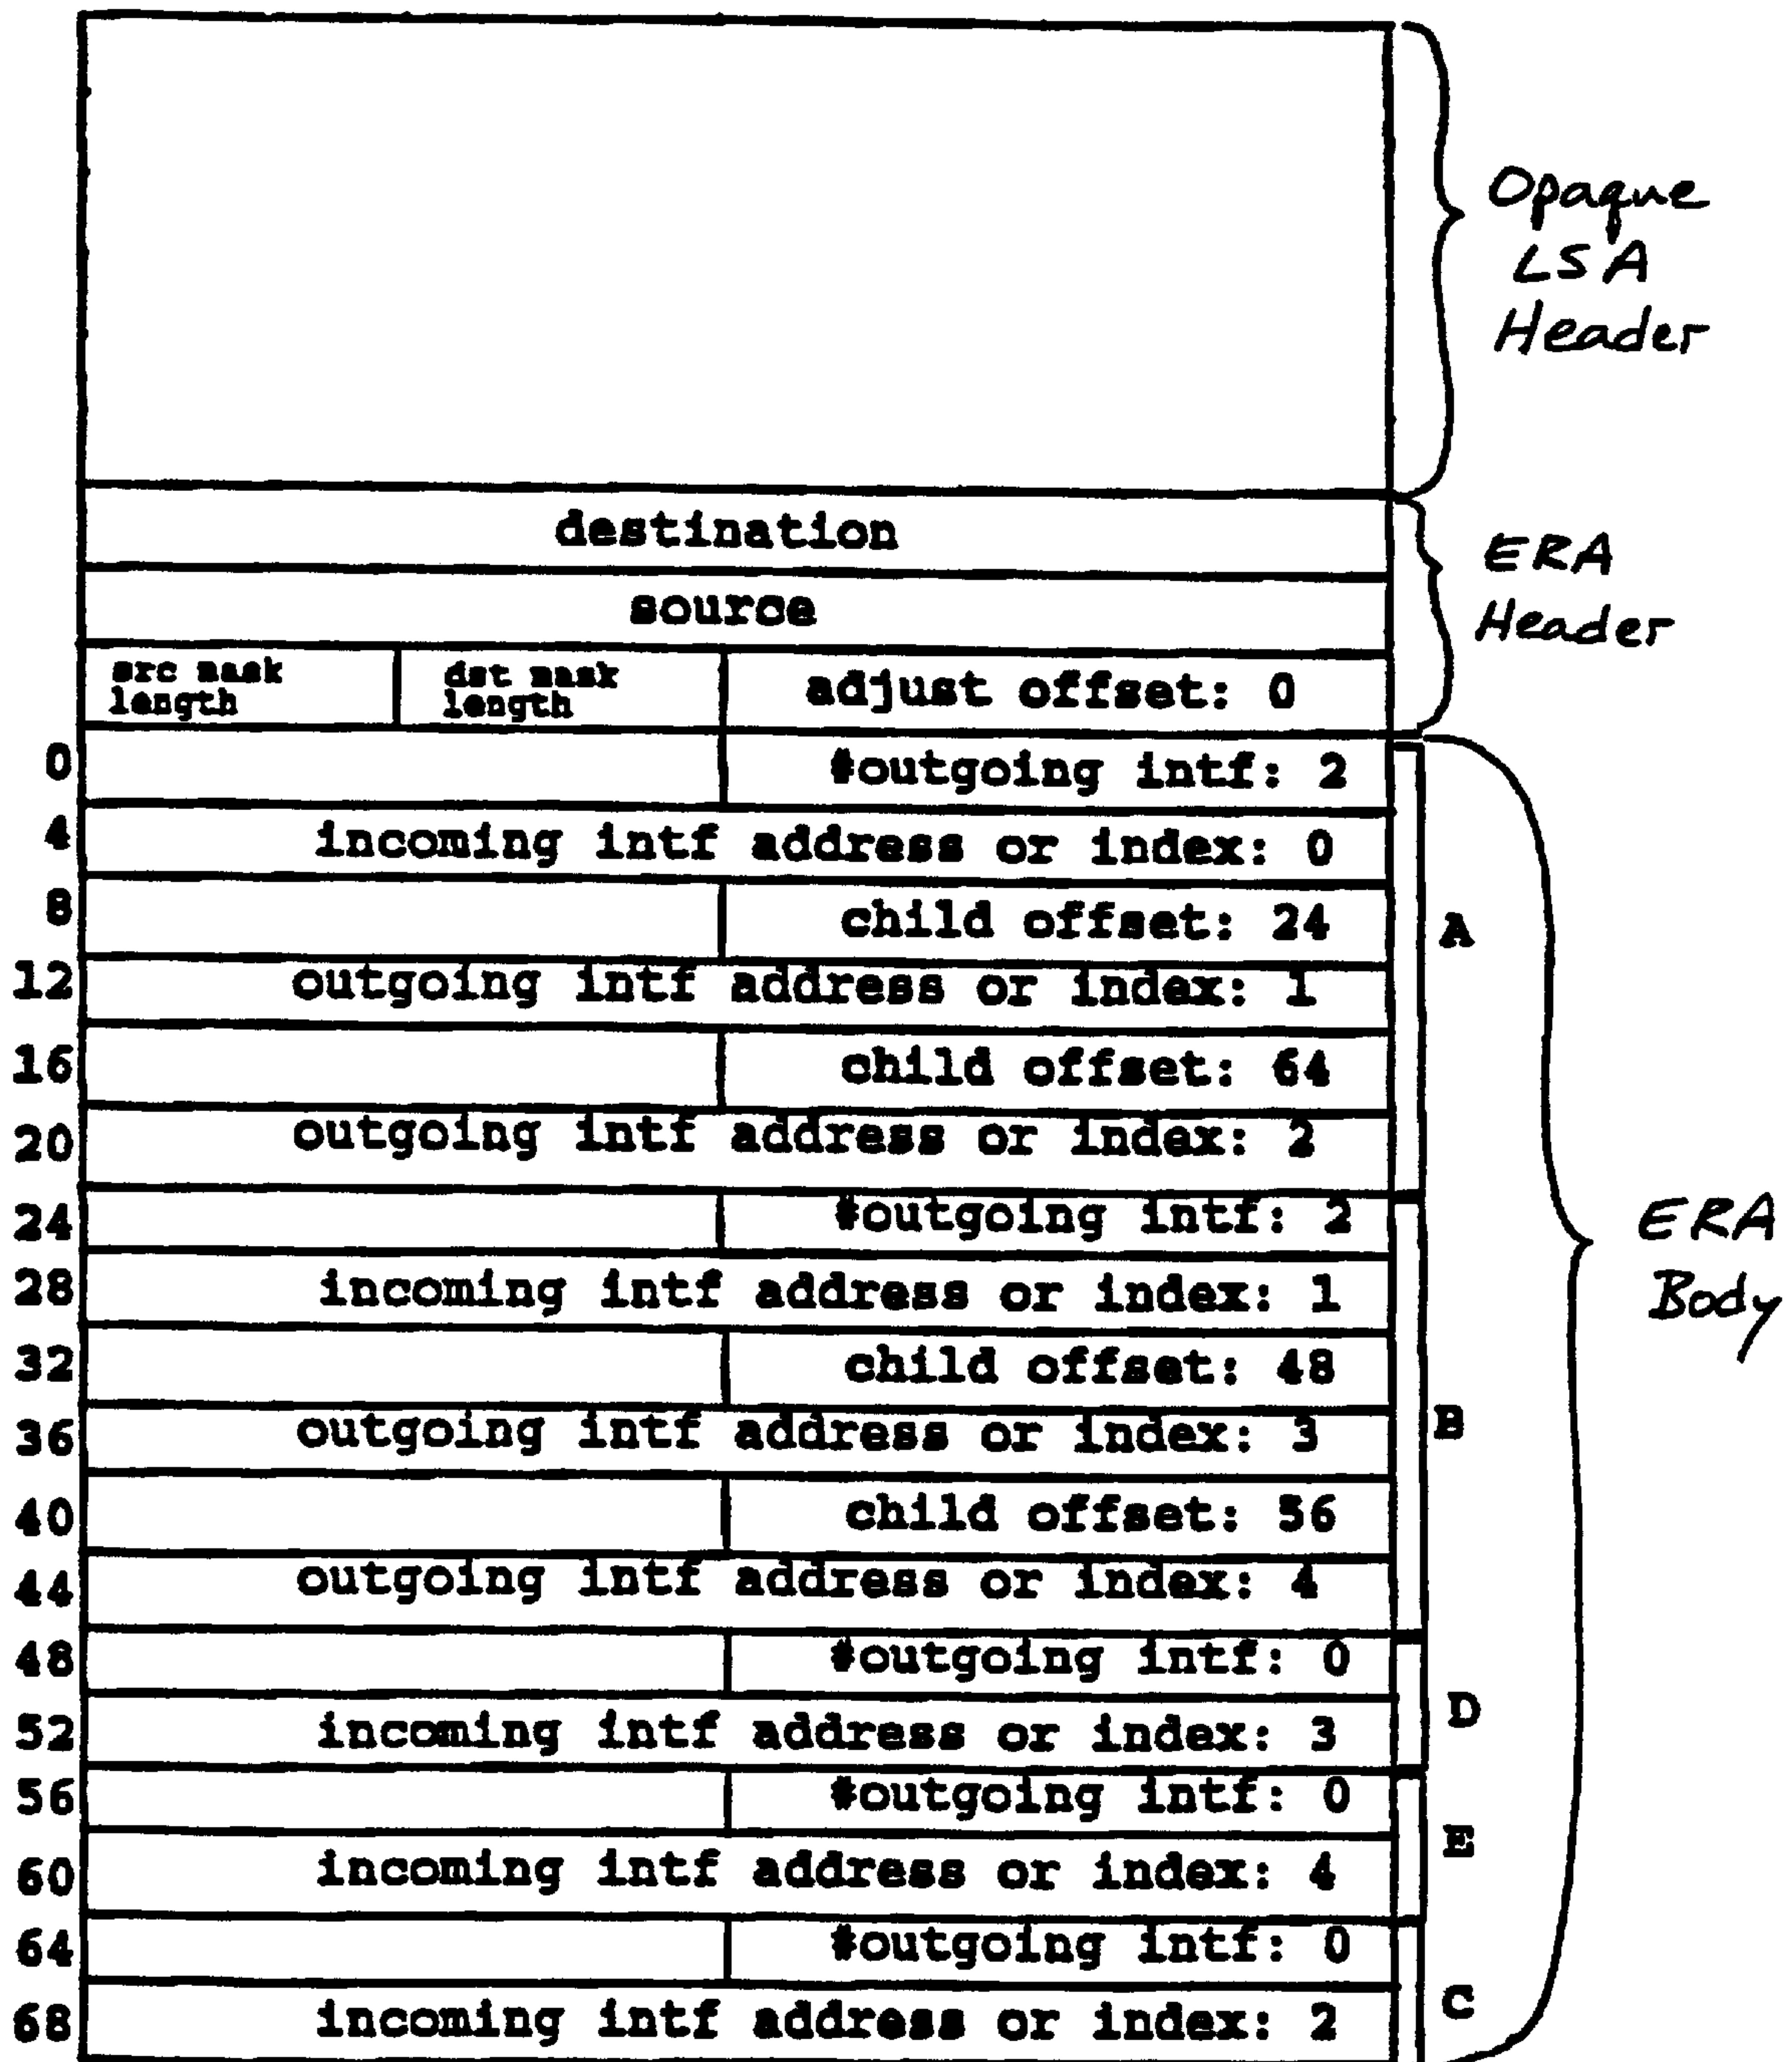 Opaque
LSA
Header
destination
source
ERA
Header
src mask
length
dst mask
length
adjust offset: 0
0
#outgoing intf: 2
4
incoming intf address or index: 0
8
child offset: 24
A
12
outgoing intf address or index: 1
16
child offset: 64
20
outgoing intf address or index: 2
24
#outgoing intf: 2
ERA
Body
28
incoming intf address or index: 1
32
child offset: 48
36
outgoing intf address or index: 3
B
40
child offset: 56
44
outgoing intf address or index: 4
48
#outgoing intf: 0
D
52
incoming intf address or index: 3
56
#outgoing intf: 0
E
60
incoming intf address or index: 4
64
#outgoing intf: 0
C
68
incoming intf address or index: 2